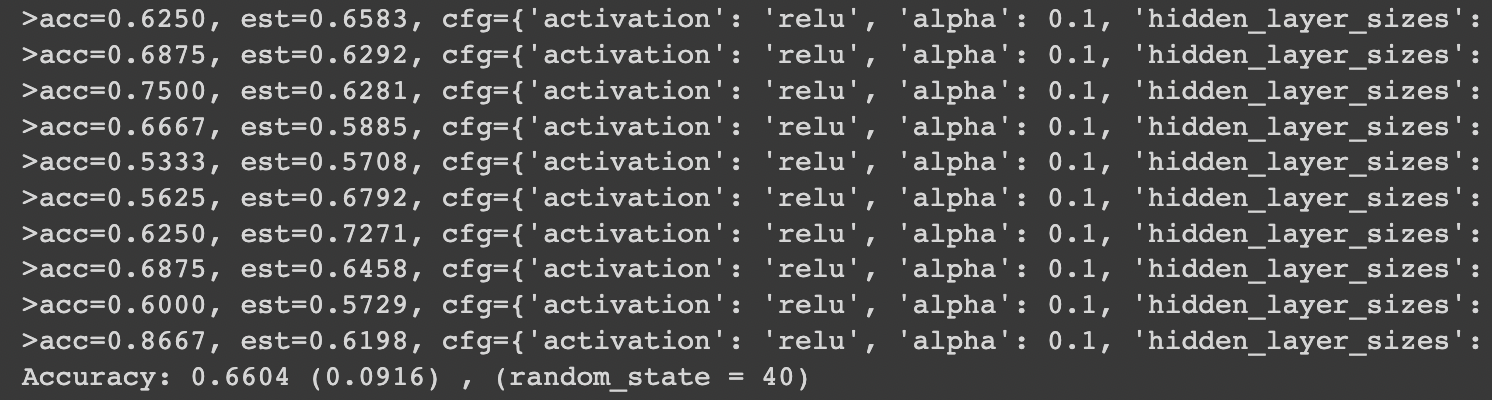 >acc=0.6250, est=0.6583, cfg={'activation': 'relu', 'alpha': 0.1, 'hidden_layer_sizes':
>acc=0.6875, est=0.6292, cfg={'activation': 'relu', 'alpha': 0.1, 'hidden_layer_sizes':
>acc=0.7500, est=0.6281, cfg={'activation': 'relu', 'alpha': 0.1, 'hidden_layer_sizes':
>acc=0.6667, est=0.5885, cfg={'activation': 'relu', 'alpha': 0.1, 'hidden_layer_sizes':
>acc=0.5333, est=0.5708, cfg={'activation': 'relu', 'alpha': 0.1, 'hidden_layer_sizes':
>acc=0.5625, est=0.6792, cfg={'activation': 'relu', 'alpha': 0.1, 'hidden_layer_sizes':
>acc=0.6250, est=0.7271, cfg={'activation': 'relu', 'alpha': 0.1, 'hidden_layer_sizes':
>acc=0.6875, est=0.6458, cfg={'activation': 'relu', 'alpha': 0.1, 'hidden_layer_sizes':
>acc=0.6000, est=0.5729, cfg={'activation': 'relu', 'alpha': 0.1, 'hidden_layer_sizes':
>acc=0.8667, est=0.6198, cfg={'activation': 'relu', 'alpha': 0.1, 'hidden_layer_sizes':
Accuracy: 0.6604 (0.0916) , (random_state = 40)